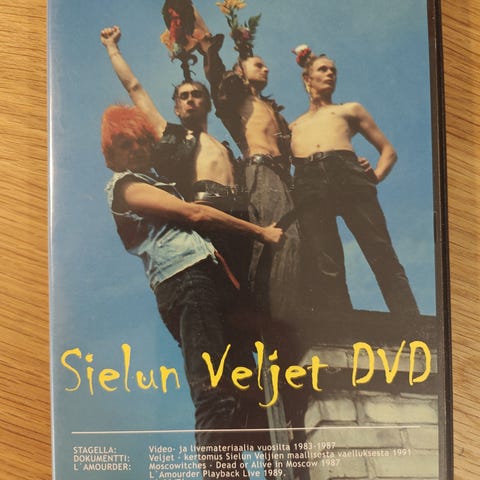 Sielun Veljet DVD
STAGELLA: Video- ja livemateriaalia vuosilta 1983-1987
DOKUMENTTI: Veljet - kertomus Sielun Veljien maallisesta vaelluksesta 1991
L´AMOURDER: Moscowitches - Dead or Alive in Moscow 1987
L´Amourder Playback Live 1989.